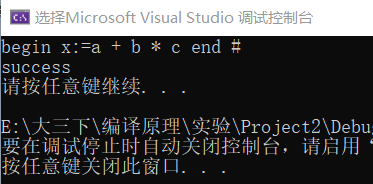 选择Microsoft Visual Studio 调试控制台
begin x:=a + b * c end #
success
请按任意键继续. . .
E:\大三下\编译原理\实验\Project2\Debu
要在调试停止时自动关闭控制台，请启用“
按任意键关闭此窗口. . .